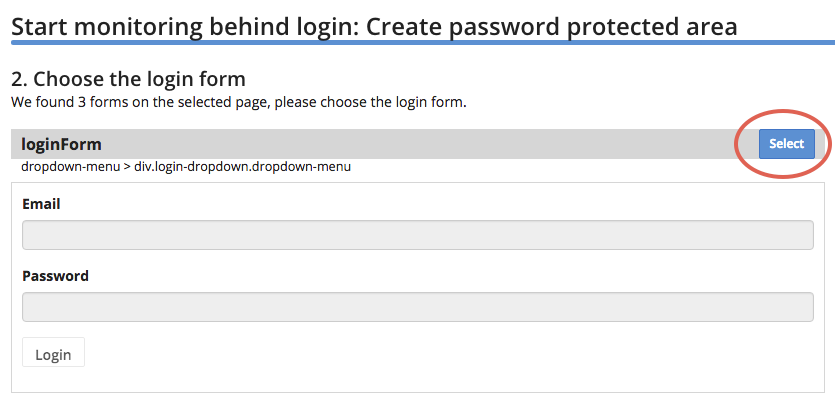 Start monitoring behind login: Create password protected area
2. Choose the login form
We found 3 forms on the selected page, please choose the login form.
loginForm
Select
dropdown-menu > div.login-dropdown.dropdown-menu
Email
Password
Login